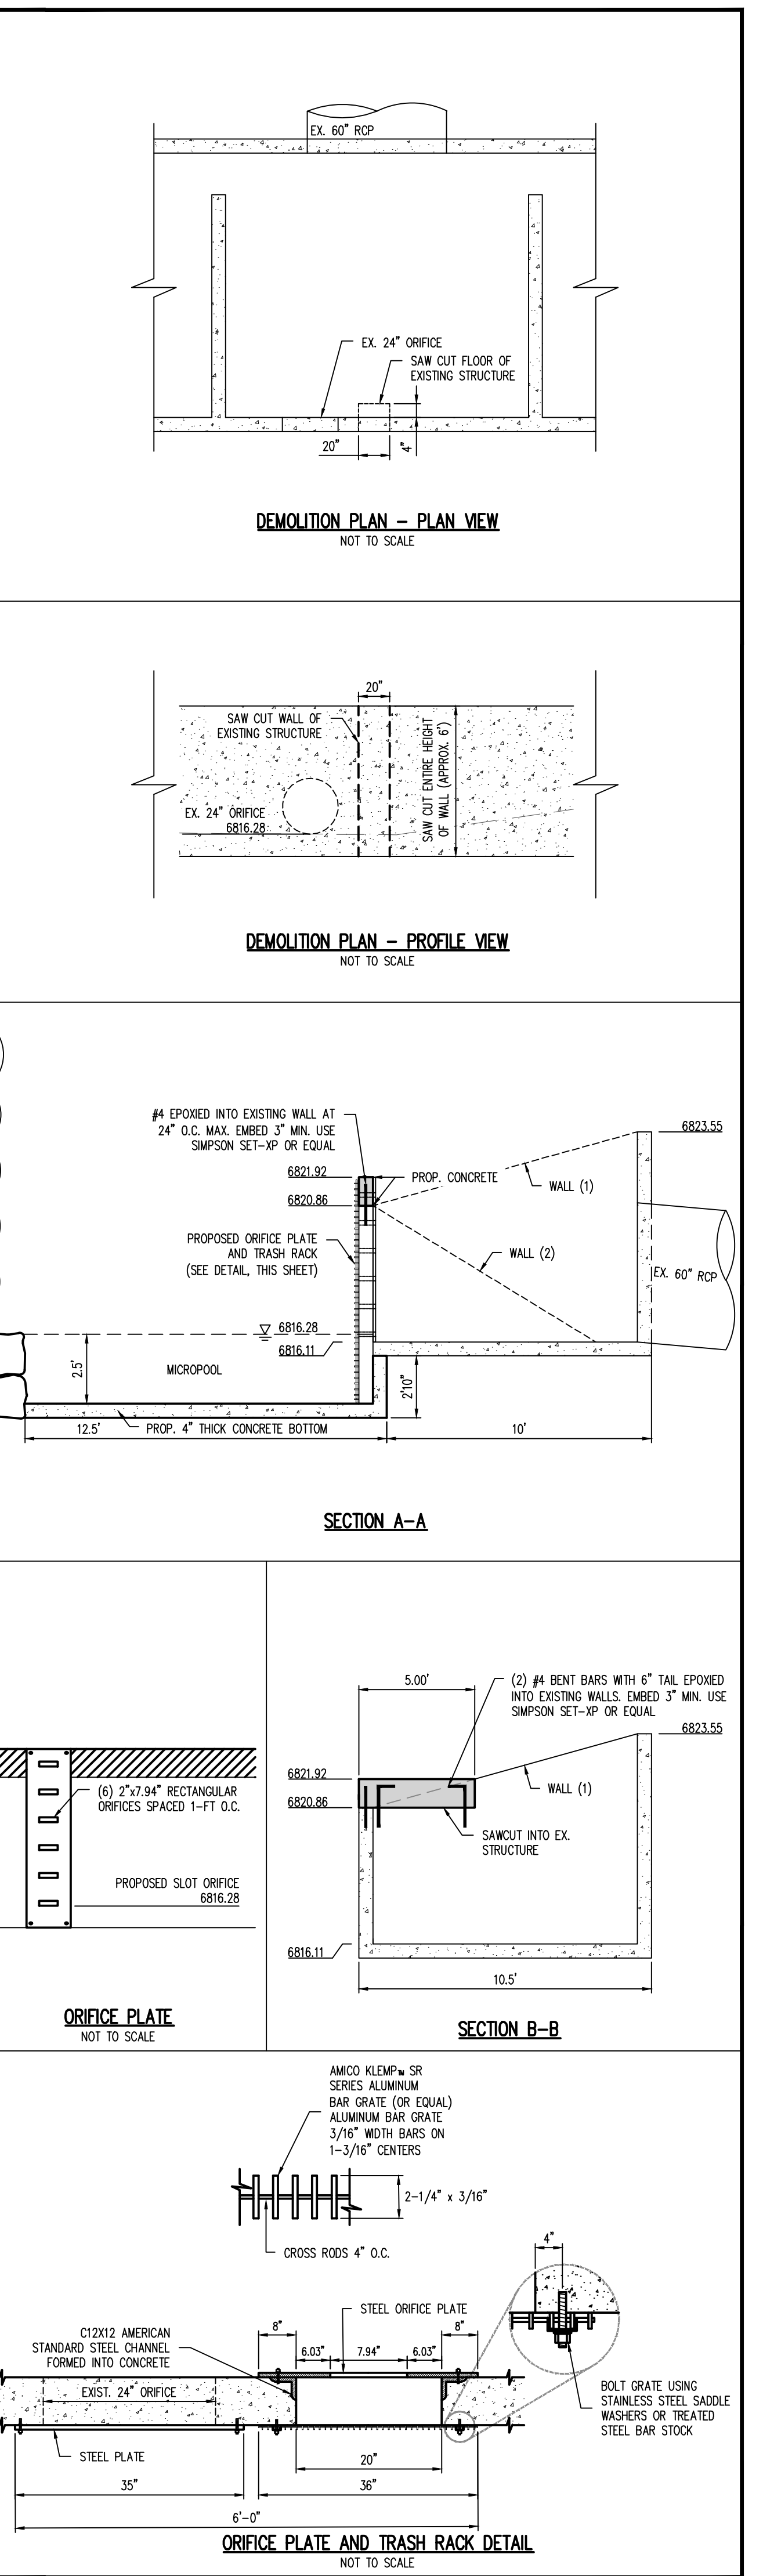 EX. 60" RCP
EX. 24" ORIFICE
SAW CUT FLOOR OF
EXISTING STRUCTURE
20"
4"
DEMOLITION PLAN - PLAN VIEW
NOT TO SCALE
20"
SAW CUT WALL OF
EXISTING STRUCTURE
SAW CUT ENTIRE HEIGHT
OF WALL (APPROX. 6')
EX. 24" ORIFICE
6816.28
DEMOLITION PLAN - PROFILE VIEW
NOT TO SCALE
#4 EPOXIED INTO EXISTING WALL AT
24" O.C. MAX. EMBED 3" MIN. USE
SIMPSON SET-XP OR EQUAL
6823.55
6821.92
PROP. CONCRETE
WALL (1)
6820.86
PROPOSED ORIFICE PLATE
AND TRASH RACK
(SEE DETAIL, THIS SHEET)
WALL (2)
EX. 60" RCP
6816.28
6816.11
2.5'
MICROPOOL
2'10"
12.5'
PROP. 4" THICK CONCRETE BOTTOM
10'
SECTION A-A
(6) 2"x7.94" RECTANGULAR
ORIFICES SPACED 1-FT O.C.
PROPOSED SLOT ORIFICE
6816.28
ORIFICE PLATE
NOT TO SCALE
5.00'
(2) #4 BENT BARS WITH 6" TAIL EPOXIED
INTO EXISTING WALLS. EMBED 3" MIN. USE
SIMPSON SET-XP OR EQUAL
6823.55
6821.92
WALL (1)
6820.86
SAWCUT INTO EX.
STRUCTURE
6816.11
10.5'
SECTION B-B
AMICO KLEMP™ SR
SERIES ALUMINUM
BAR GRATE (OR EQUAL)
ALUMINUM BAR GRATE
3/16" WIDTH BARS ON
1-3/16" CENTERS
2-1/4" x 3/16"
CROSS RODS 4" O.C.
4"
STEEL ORIFICE PLATE
C12X12 AMERICAN
STANDARD STEEL CHANNEL
FORMED INTO CONCRETE
8"
8"
6.03"
7.94"
6.03"
EXIST. 24" ORIFICE
BOLT GRATE USING
STAINLESS STEEL SADDLE
WASHERS OR TREATED
STEEL BAR STOCK
STEEL PLATE
20"
35"
36"
6'-0"
ORIFICE PLATE AND TRASH RACK DETAIL
NOT TO SCALE